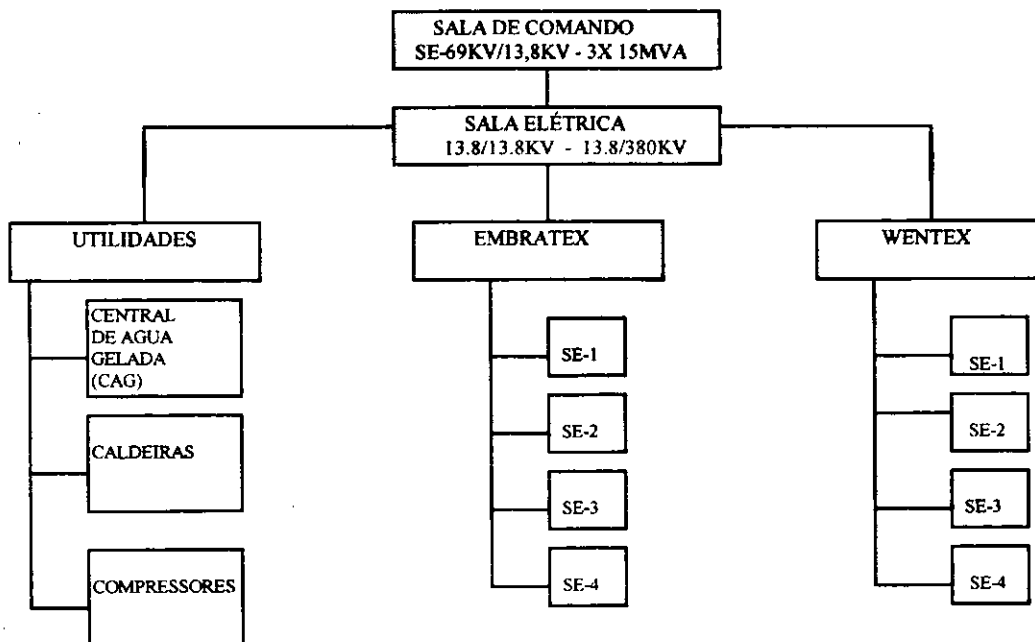 SALA DE COMANDO
SE-69KV/13,8KV - 3X 15MVA
SALA ELÉTRICA
13.8/13.8KV - 13.8/380KV
UTILIDADES
CENTRAL
DE AGUA
GELADA
(CAG)
CALDEIRAS
COMPRESSORES
EMBRATEX
SE-1
SE-2
SE-3
SE-4
WENTEX
SE-1
SE-2
SE-3
SE-4